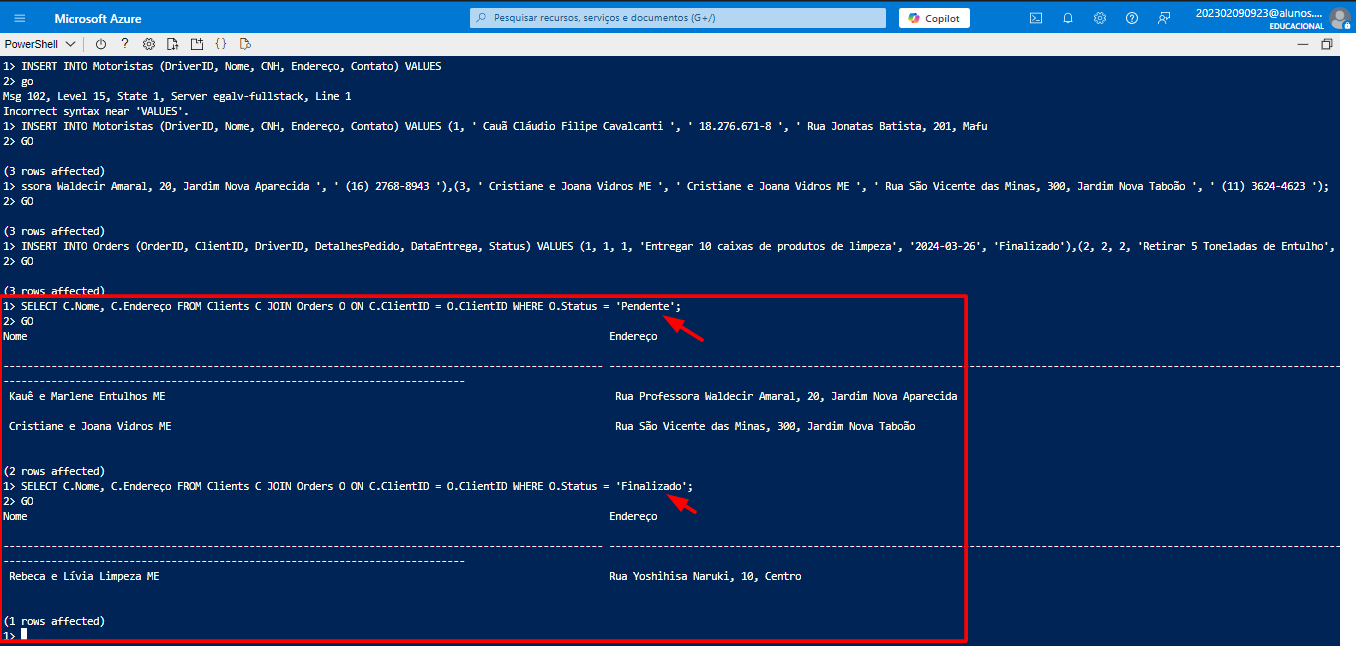 Microsoft Azure
Pesquisar recursos, serviços e documentos (G+/)
Copilot
202302090923@alunos....
EDUCACIONAL
PowerShell
1> INSERT INTO Motoristas (DriverID, Nome, CNH, Endereço, Contato) VALUES
2> go
Msg 102, Level 15, State 1, Server egalv-fullstack, Line 1
Incorrect syntax near 'VALUES'.
1> INSERT INTO Motoristas (DriverID, Nome, CNH, Endereço, Contato) VALUES (1, ' Cauã Cláudio Filipe Cavalcanti ', ' 18.276.671-8 ', ' Rua Jonatas Batista, 201, Mafu
2> GO
(3 rows affected)
1> ssora Waldecir Amaral, 20, Jardim Nova Aparecida ', ' (16) 2768-8943 '),(3, ' Cristiane e Joana Vidros ME ', ' Cristiane e Joana Vidros ME ', ' Rua São Vicente das Minas, 300, Jardim Nova Taboão ', ' (11) 3624-4623 ');
2> GO
(3 rows affected)
1> INSERT INTO Orders (OrderID, ClientID, DriverID, DetalhesPedido, DataEntrega, Status) VALUES (1, 1, 1, 'Entregar 10 caixas de produtos de limpeza', '2024-03-26', 'Finalizado'),(2, 2, 2, 'Retirar 5 Toneladas de Entulho',
2> GO
(3 rows affected)
1> SELECT C.Nome, C.Endereço FROM Clients C JOIN Orders O ON C.ClientID = O.ClientID WHERE O.Status = 'Pendente';
2> GO
Nome Endereço
Kauê e Marlene Entulhos ME Rua Professora Waldecir Amaral, 20, Jardim Nova Aparecida
Cristiane e Joana Vidros ME Rua São Vicente das Minas, 300, Jardim Nova Taboão
(2 rows affected)
1> SELECT C.Nome, C.Endereço FROM Clients C JOIN Orders O ON C.ClientID = O.ClientID WHERE O.Status = 'Finalizado';
2> GO
Nome Endereço
Rebeca e Lívia Limpeza ME Rua Yoshihisa Naruki, 10, Centro
(1 rows affected)
1>